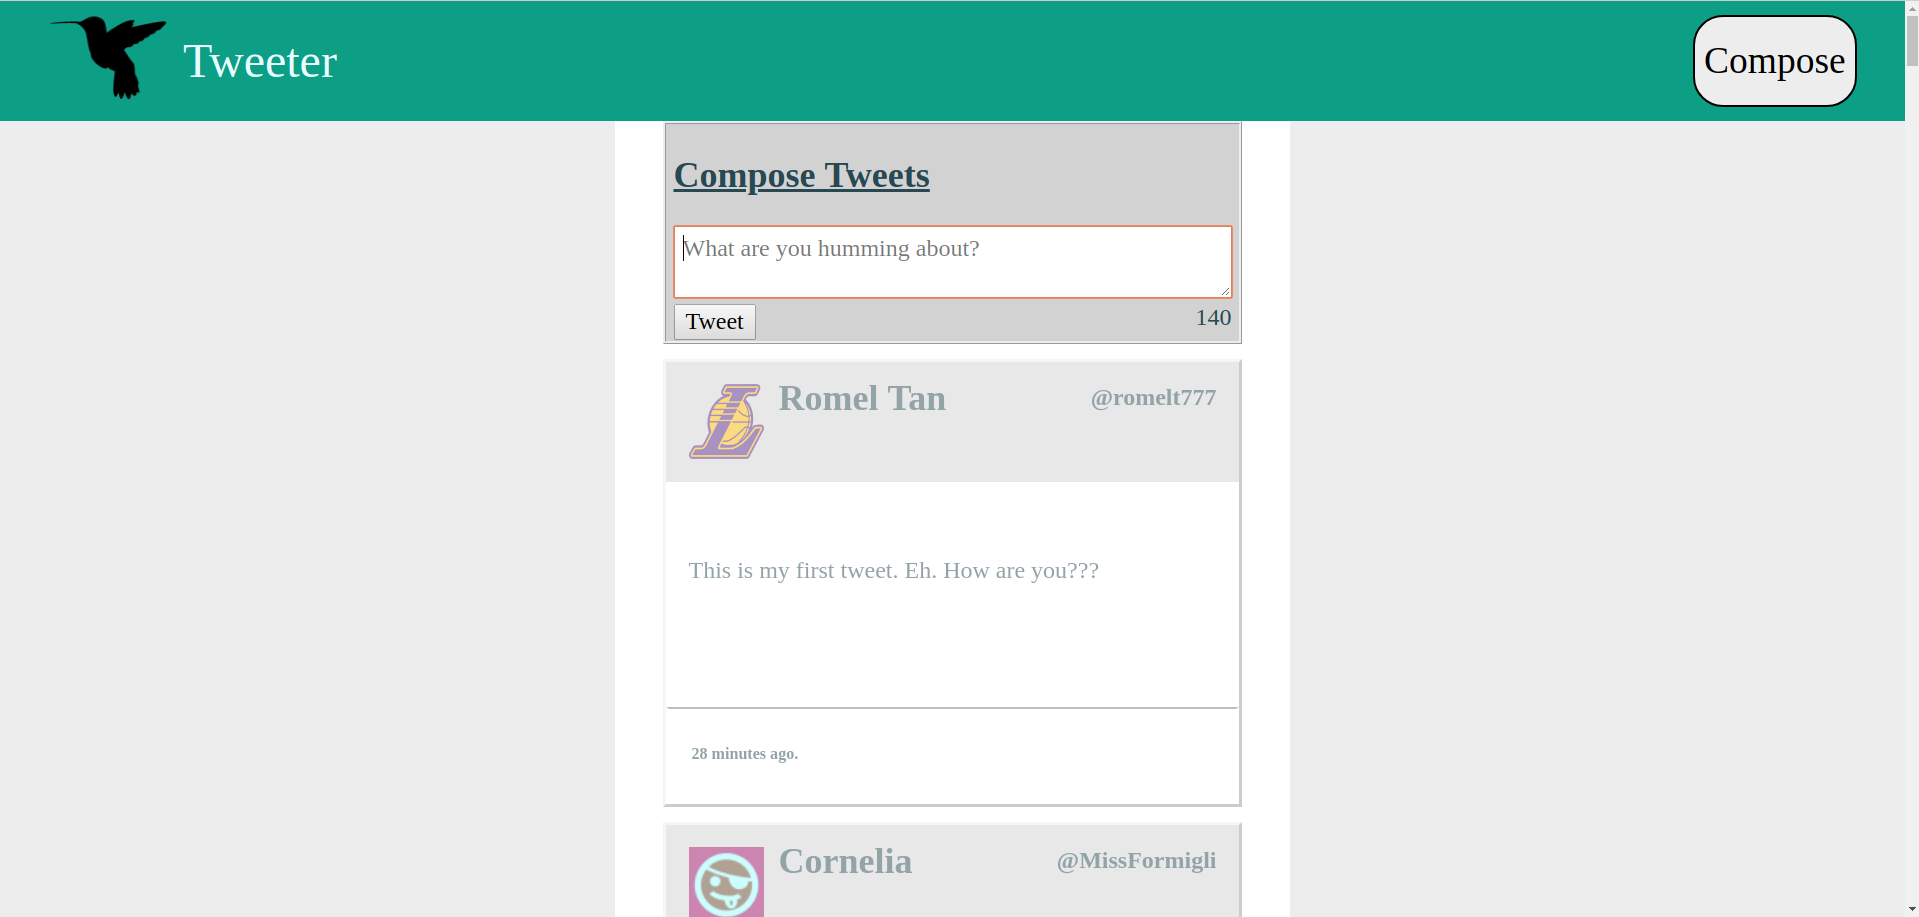 Tweeter
Compose
Compose Tweets
What are you humming about?
Tweet
140
Romel Tan
@romelt777
This is my first tweet. Eh. How are you???
28 minutes ago.
Cornelia
@MissFormigli